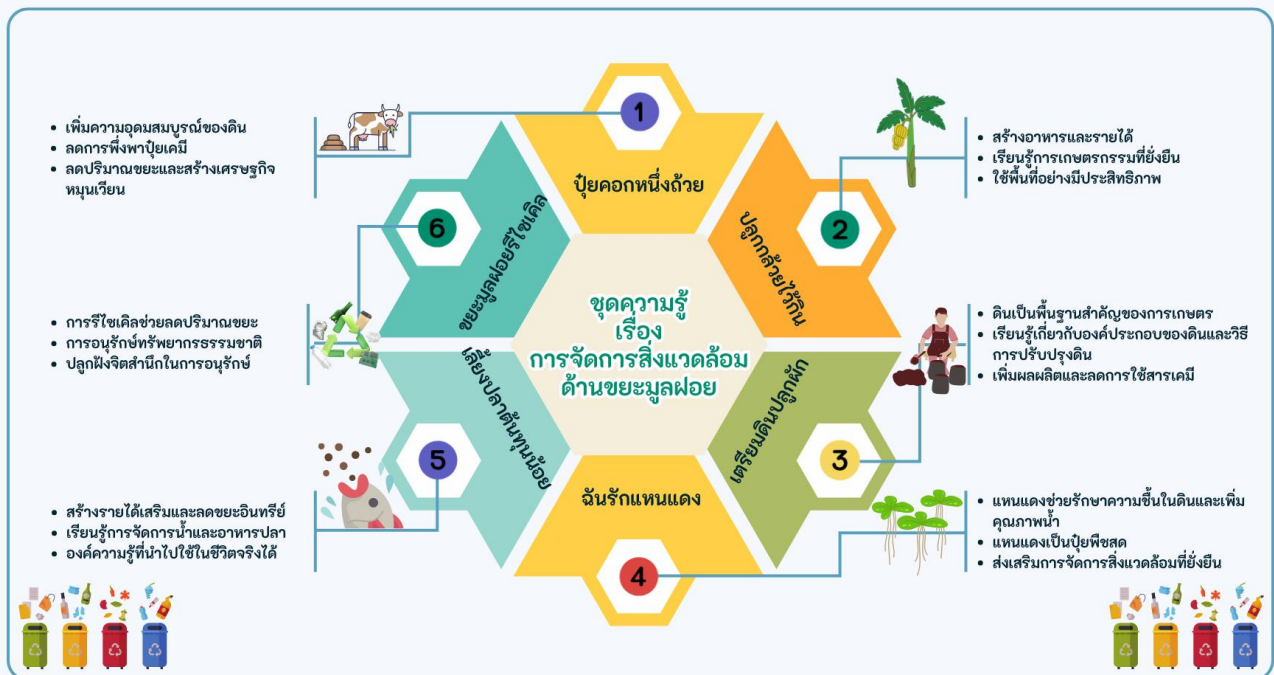 ชุดความรู้
เรื่อง
การจัดการสิ่งแวดล้อม
ด้านขยะมูลฝอย
1
ปุ๋ยคอกหนึ่งถ้วย
• เพิ่มความอุดมสมบูรณ์ของดิน
• ลดการพึ่งพาปุ๋ยเคมี
• ลดปริมาณขยะและสร้างเศรษฐกิจ
หมุนเวียน
2
ปลูกกล้วยไว้กิน
• สร้างอาหารและรายได้
• เรียนรู้การเกษตรกรรมที่ยั่งยืน
• ใช้พื้นที่อย่างมีประสิทธิภาพ
3
เตรียมดินปลูกผัก
• ดินเป็นพื้นฐานสำคัญของการเกษตร
• เรียนรู้เกี่ยวกับองค์ประกอบของดินและวิธี
การปรับปรุงดิน
• เพิ่มผลผลิตและลดการใช้สารเคมี
4
ฉันรักแหนแดง
• แหนแดงช่วยรักษาความชื้นในดินและเพิ่ม
คุณภาพน้ำ
• แหนแดงเป็นปุ๋ยพืชสด
• ส่งเสริมการจัดการสิ่งแวดล้อมที่ยั่งยืน
5
เลี้ยงปลาต้นทุนน้อย
• สร้างรายได้เสริมและลดขยะอินทรีย์
• เรียนรู้การจัดการน้ำและอาหารปลา
• องค์ความรู้ที่นำไปใช้ในชีวิตจริงได้
6
ขยะมูลฝอยรีไซเคิล
• การรีไซเคิลช่วยลดปริมาณขยะ
• การอนุรักษ์ทรัพยากรธรรมชาติ
• ปลูกฝังจิตสำนึกในการอนุรักษ์